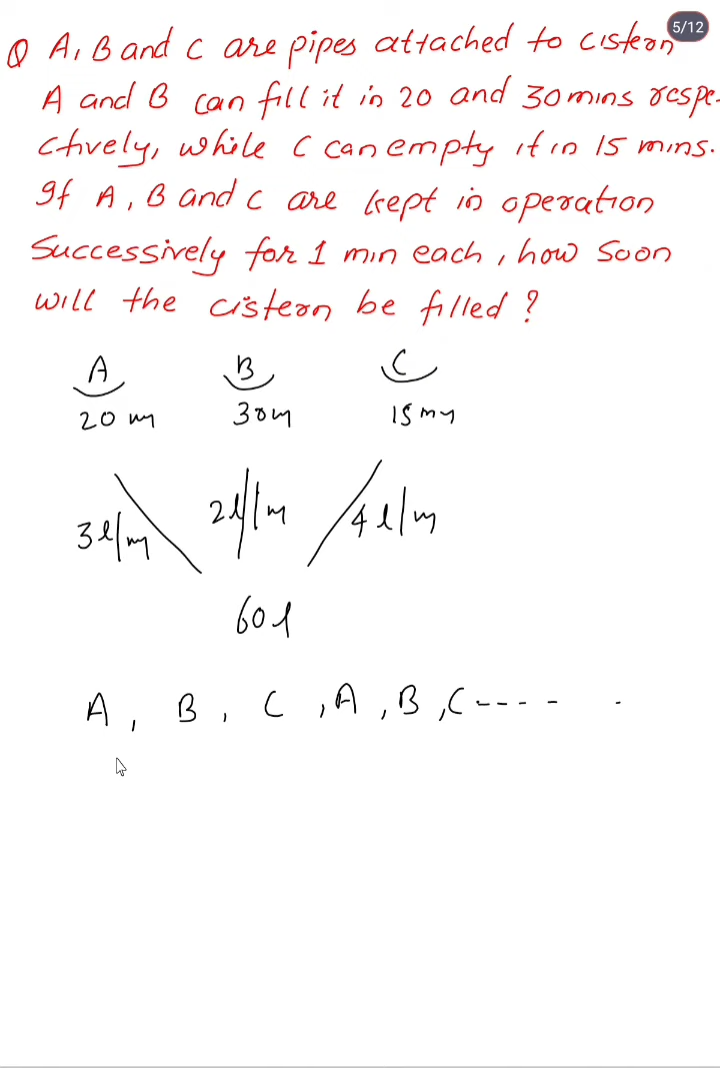 5/12
Q A, B and C are pipes attached to cistern
A and B can fill it in 20 and 30 mins respe-
ctively, while C can empty it in 15 mins.
If A, B and C are kept in operation
Successively for 1 min each, how soon
will the cistern be filled?
A B C
20 m 30 m 15 m
3 l/m 2 l/m 4 l/m
60 l
A, B, C, A, B, C ---- -